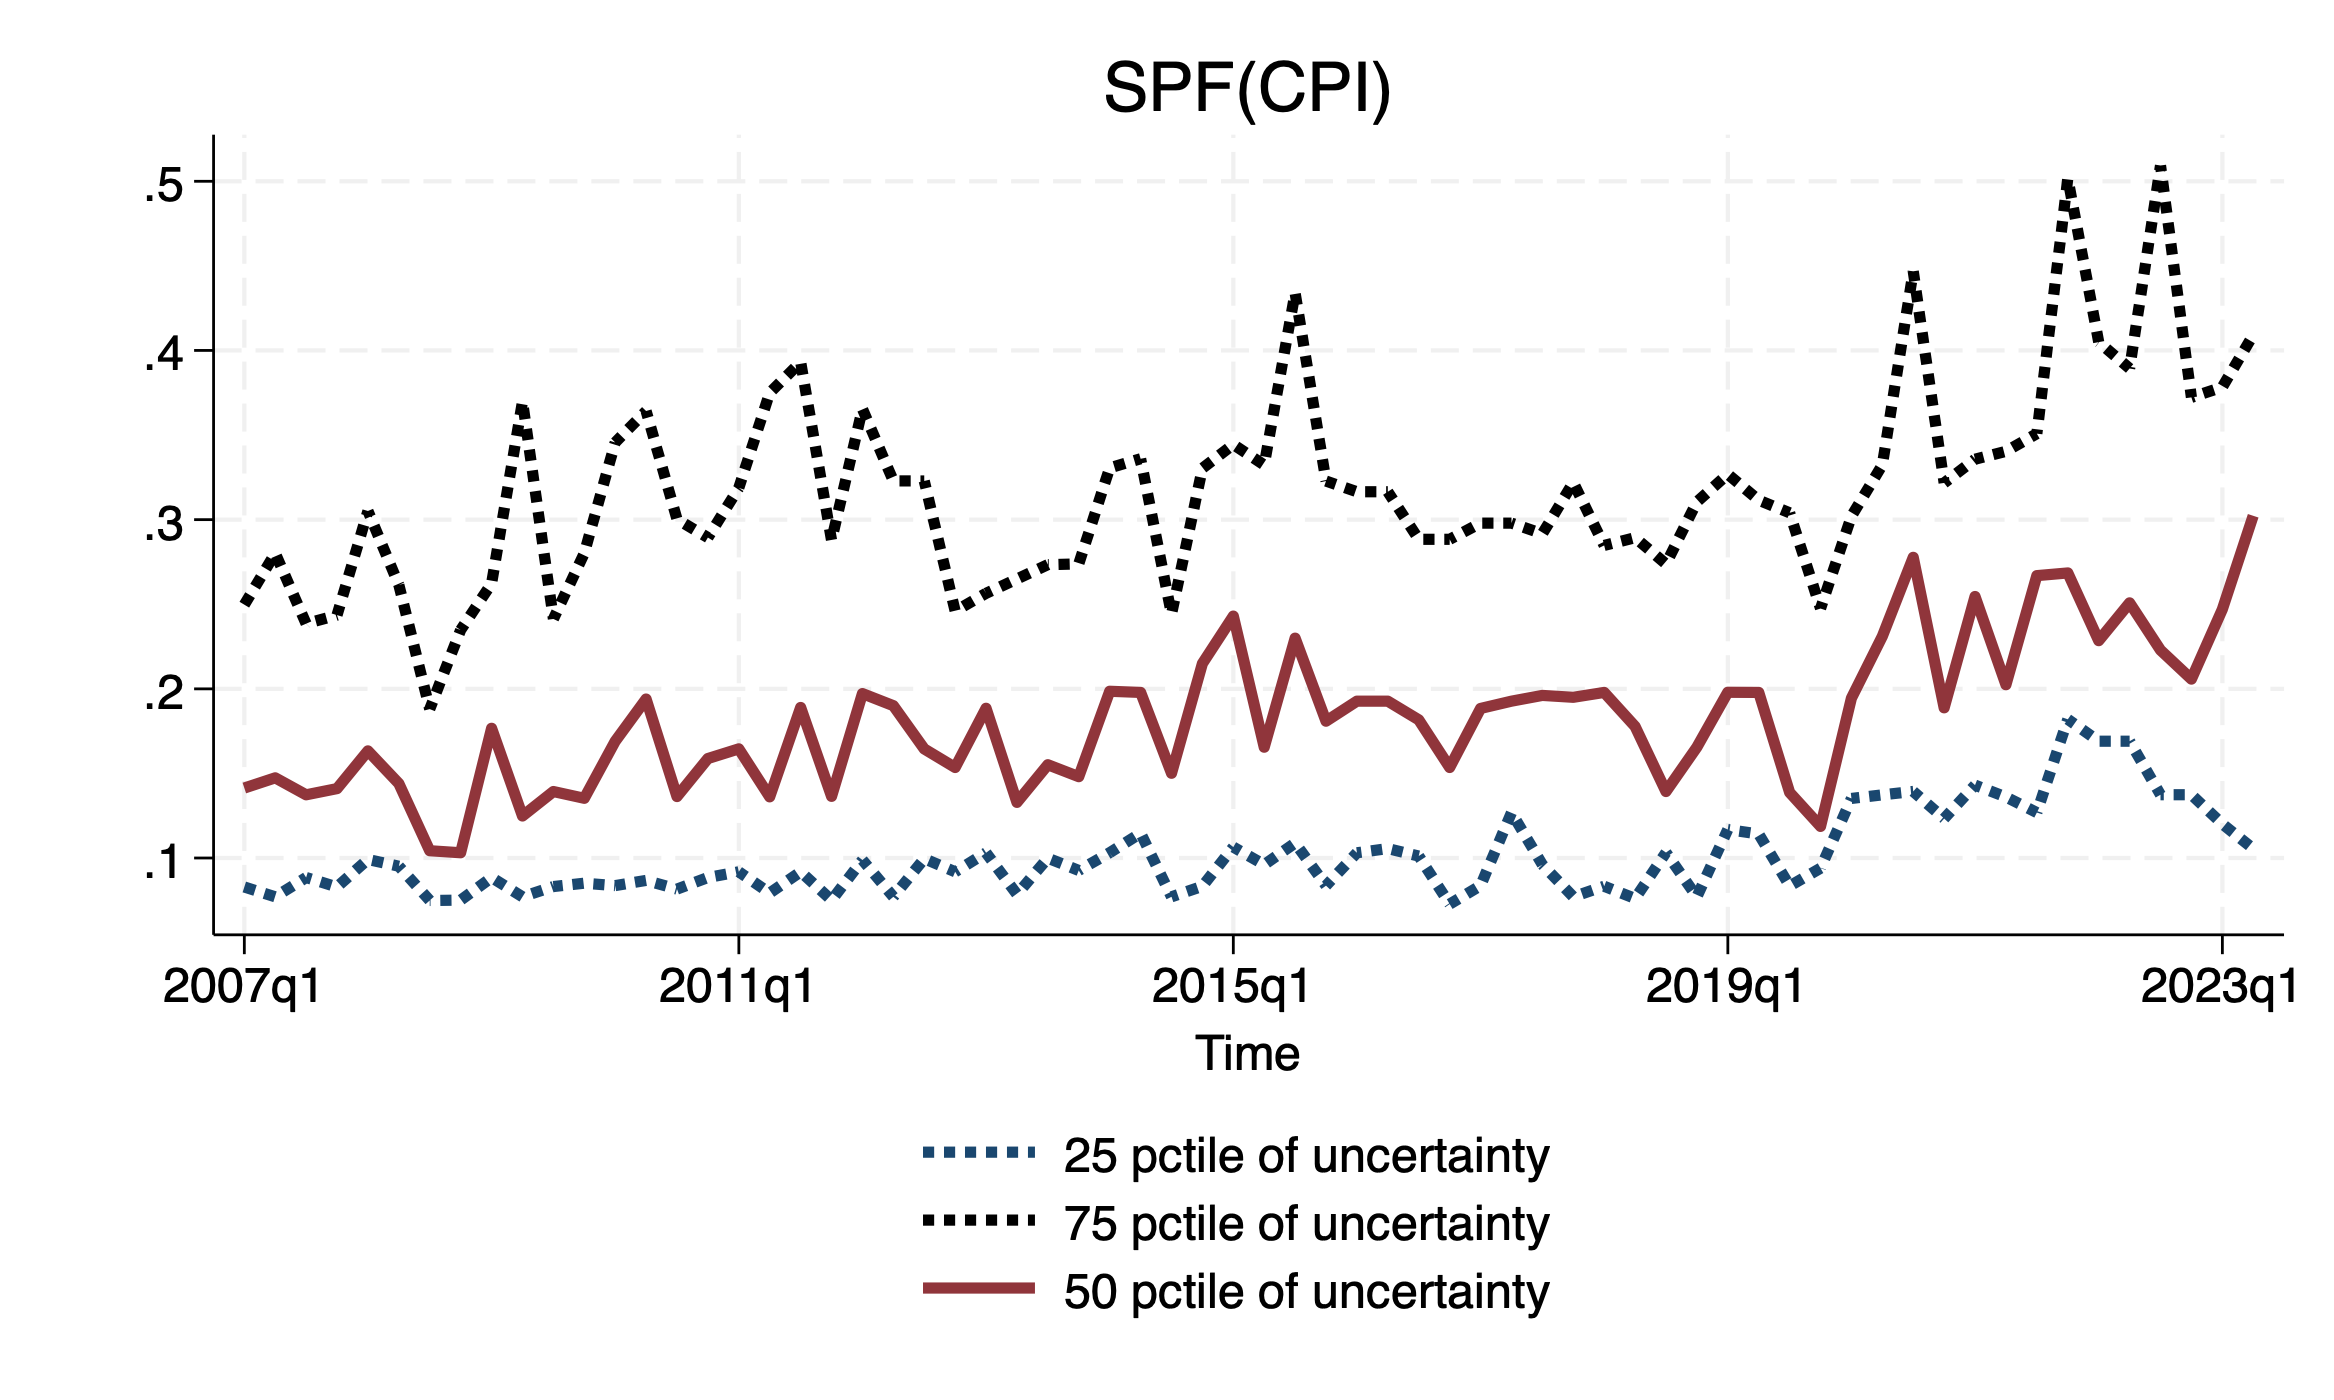 SPF(CPI)
.5
.4
.3
.2
.1
2007q1 2011q1 2015q1 2019q1 2023q1
Time
25 pctile of uncertainty
75 pctile of uncertainty
50 pctile of uncertainty